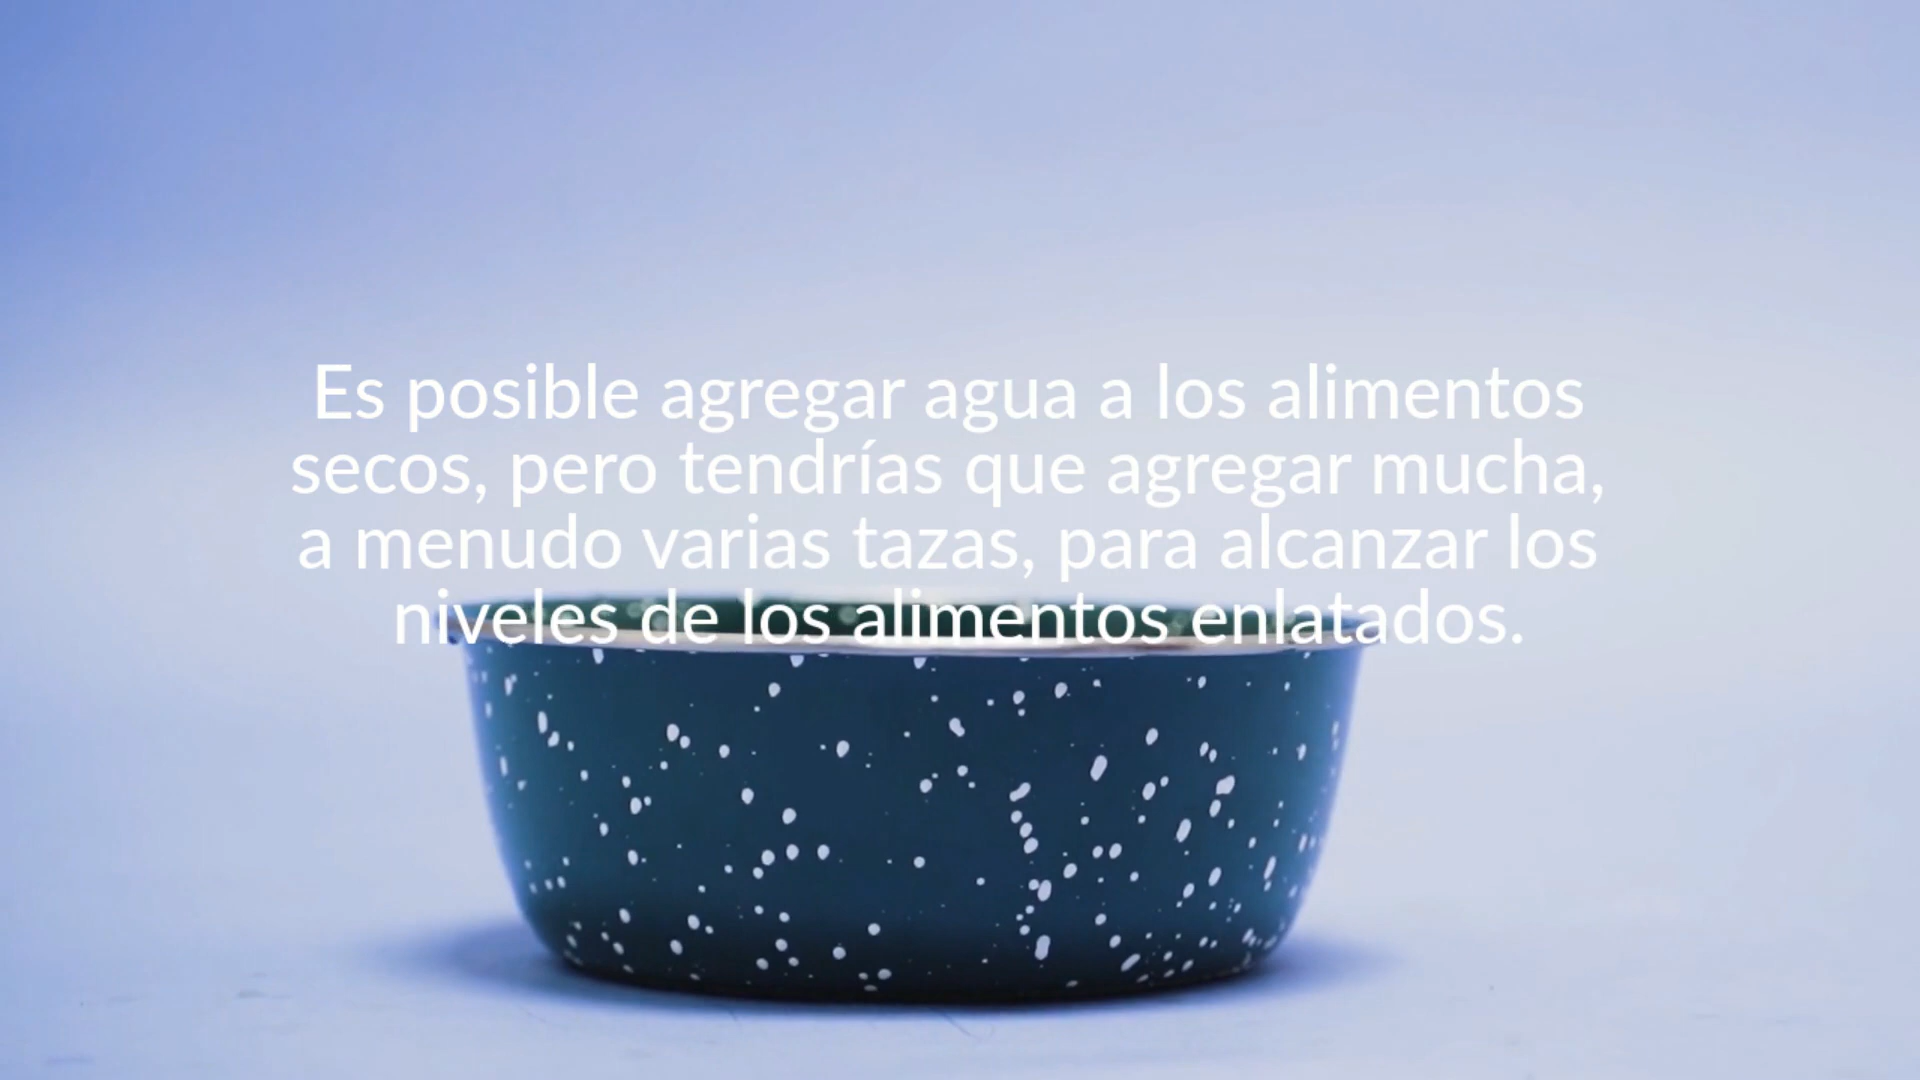 Es posible agregar agua a los alimentos
secos, pero tendrías que agregar mucha,
a menudo varias tazas, para alcanzar los
niveles de los alimentos enlatados.